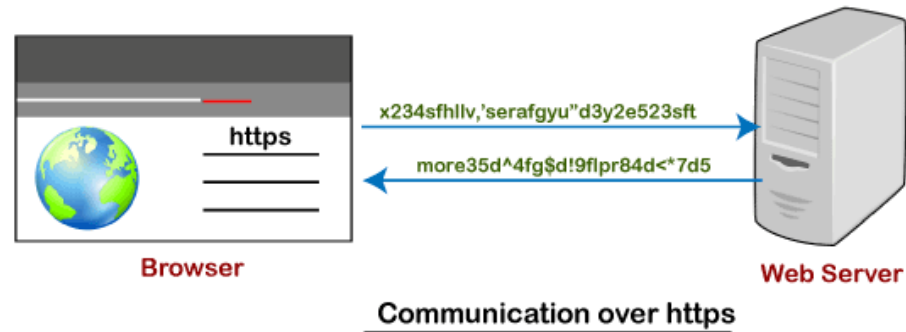 https
x234sfhllv,'serafgyu"d3y2e523sft
more35d^4fg$d!9flpr84d<*7d5
Browser
Web Server
Communication over https